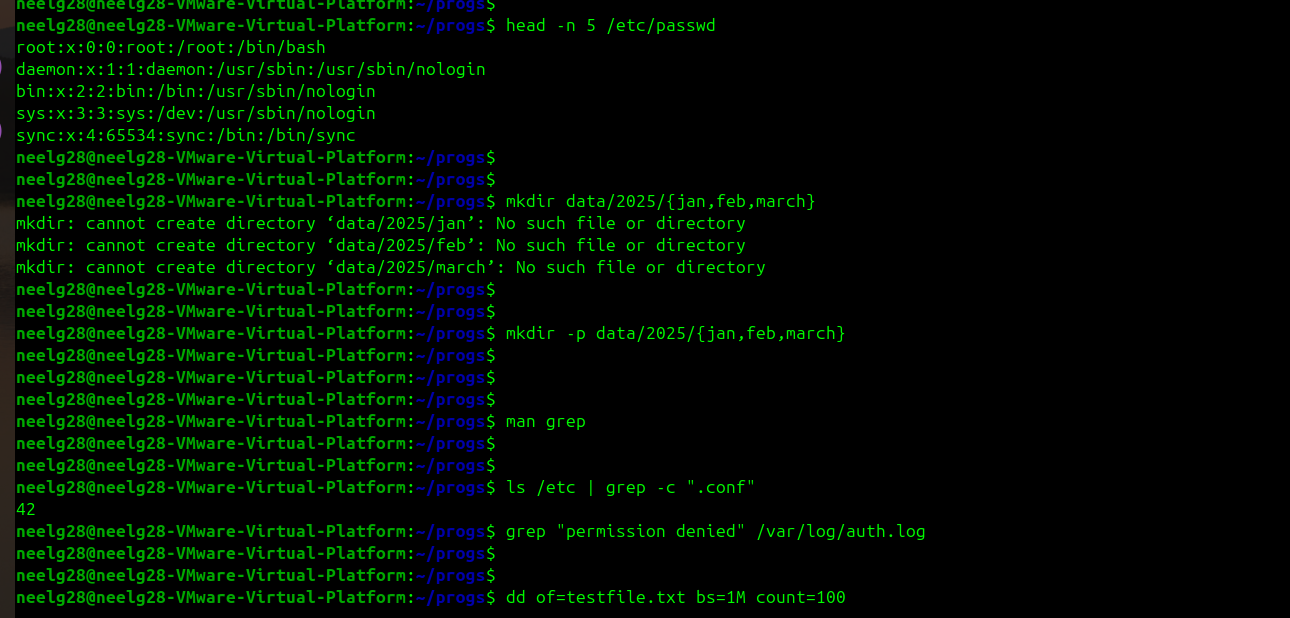 neelg28@neelg28-VMware-Virtual-Platform:~/progs$
neelg28@neelg28-VMware-Virtual-Platform:~/progs$ head -n 5 /etc/passwd
root:x:0:0:root:/root:/bin/bash
daemon:x:1:1:daemon:/usr/sbin:/usr/sbin/nologin
bin:x:2:2:bin:/bin:/usr/sbin/nologin
sys:x:3:3:sys:/dev:/usr/sbin/nologin
sync:x:4:65534:sync:/bin:/bin/sync
neelg28@neelg28-VMware-Virtual-Platform:~/progs$
neelg28@neelg28-VMware-Virtual-Platform:~/progs$
neelg28@neelg28-VMware-Virtual-Platform:~/progs$ mkdir data/2025/{jan,feb,march}
mkdir: cannot create directory ‘data/2025/jan’: No such file or directory
mkdir: cannot create directory ‘data/2025/feb’: No such file or directory
mkdir: cannot create directory ‘data/2025/march’: No such file or directory
neelg28@neelg28-VMware-Virtual-Platform:~/progs$
neelg28@neelg28-VMware-Virtual-Platform:~/progs$
neelg28@neelg28-VMware-Virtual-Platform:~/progs$ mkdir -p data/2025/{jan,feb,march}
neelg28@neelg28-VMware-Virtual-Platform:~/progs$
neelg28@neelg28-VMware-Virtual-Platform:~/progs$
neelg28@neelg28-VMware-Virtual-Platform:~/progs$
neelg28@neelg28-VMware-Virtual-Platform:~/progs$ man grep
neelg28@neelg28-VMware-Virtual-Platform:~/progs$
neelg28@neelg28-VMware-Virtual-Platform:~/progs$
neelg28@neelg28-VMware-Virtual-Platform:~/progs$ ls /etc | grep -c ".conf"
42
neelg28@neelg28-VMware-Virtual-Platform:~/progs$ grep "permission denied" /var/log/auth.log
neelg28@neelg28-VMware-Virtual-Platform:~/progs$
neelg28@neelg28-VMware-Virtual-Platform:~/progs$
neelg28@neelg28-VMware-Virtual-Platform:~/progs$ dd of=testfile.txt bs=1M count=100